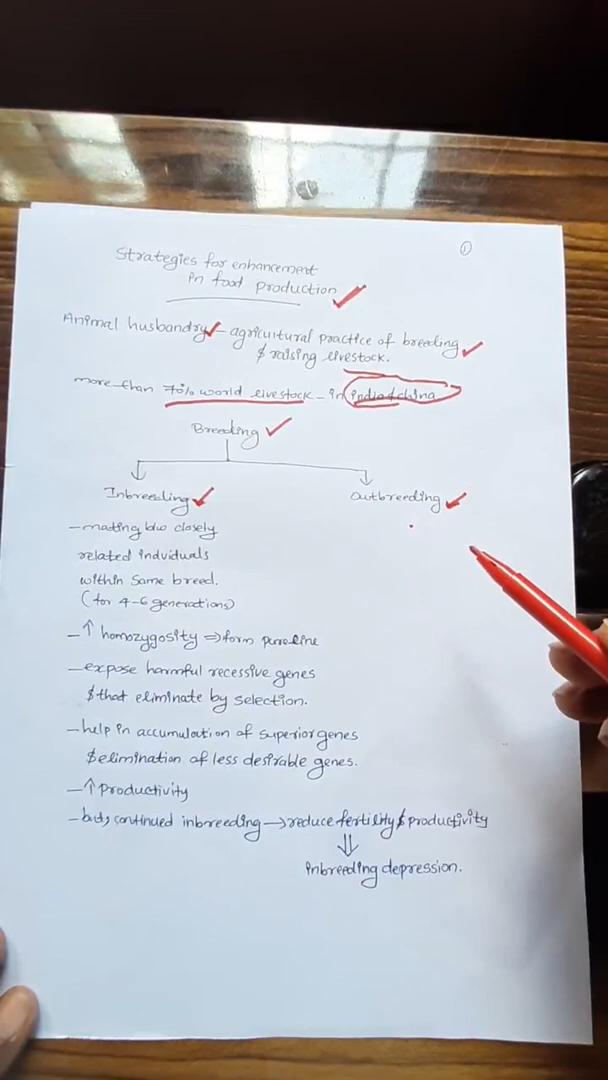 ①
Strategies for enhancement
in food production
Animal husbandry - agricultural practice of breeding
& raising livestock.
more than 70% world livestock - in india & china
Breeding
Inbreeding
outbreeding
- mating b/w closely
related indviduals
within same breed.
(for 4-6 generations)
- ↑ homozygosity ⇒ form pureline
- expose harmful recessive genes
& that eliminate by selection.
- help in accumulation of superior genes
& elimination of less desirable genes.
- ↑ Productivity
- but, continued inbreeding → reduce fertility & productivity
⇓
inbreeding depression.